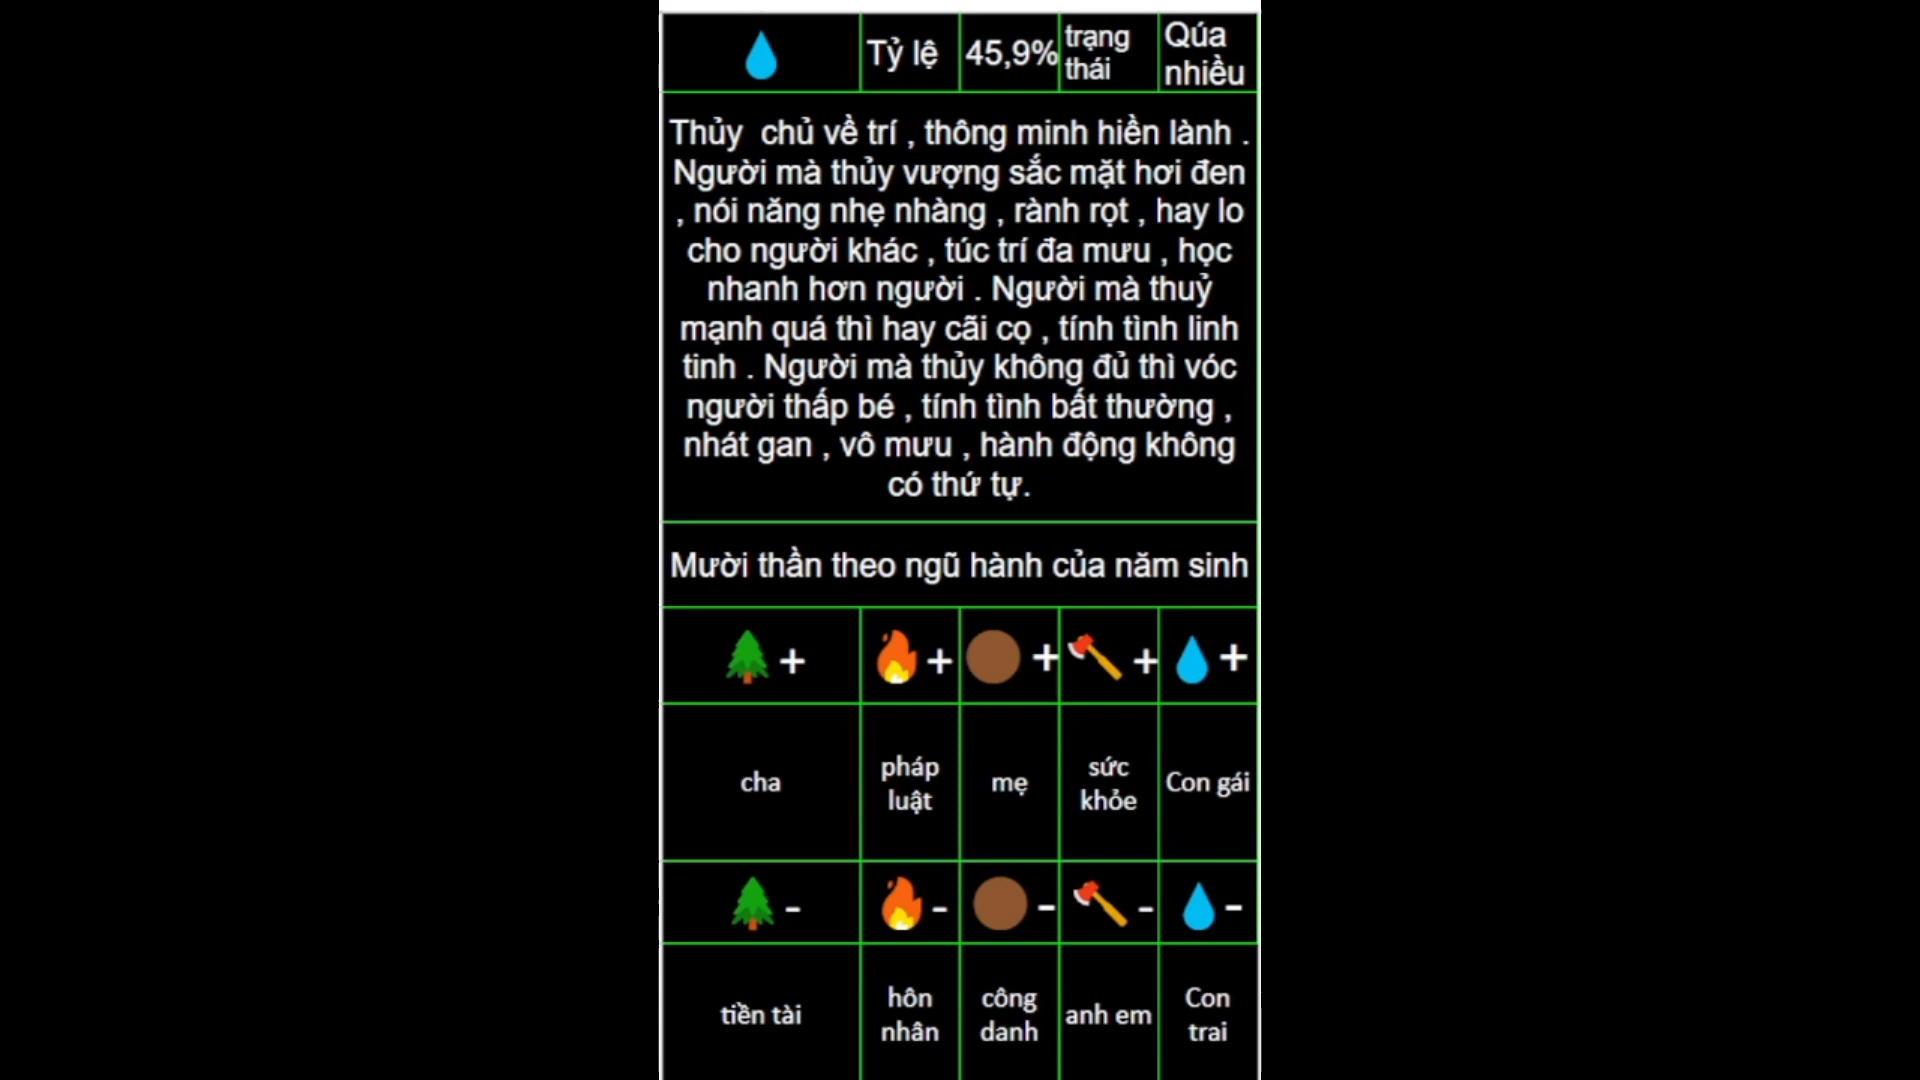 Tỷ lệ 45,9% trạng thái Qúa nhiều
Thủy chủ về trí , thông minh hiền lành .
Người mà thủy vượng sắc mặt hơi đen
, nói năng nhẹ nhàng , rành rọt , hay lo
cho người khác , túc trí đa mưu , học
nhanh hơn người . Người mà thuỷ
mạnh quá thì hay cãi cọ , tính tình linh
tinh . Người mà thủy không đủ thì vóc
người thấp bé , tính tình bất thường ,
nhát gan , vô mưu , hành động không
có thứ tự.
Mười thần theo ngũ hành của năm sinh
+ + + + +
cha pháp luật mẹ sức khỏe Con gái
- - - - -
tiền tài hôn nhân công danh anh em Con trai